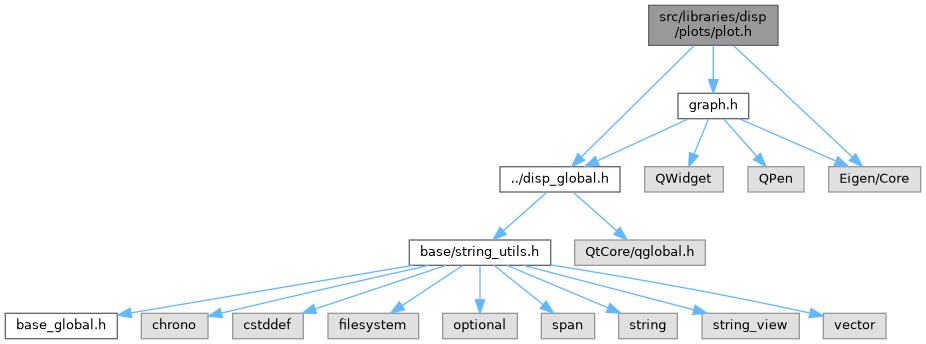 src/libraries/disp
/plots/plot.h
graph.h
../disp_global.h
QWidget
QPen
Eigen/Core
base/string_utils.h
QtCore/qglobal.h
base_global.h
chrono
cstddef
filesystem
optional
span
string
string_view
vector